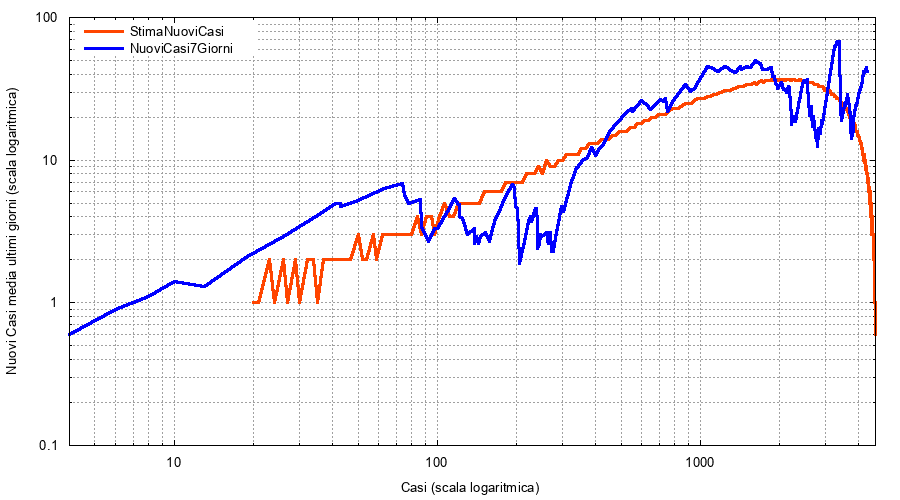 100
StimaNuoviCasi
NuoviCasi7Giorni
10
1
0.1
10
100
1000
Nuovi Casi media ultimi giorni (scala logaritmica)
Casi (scala logaritmica)